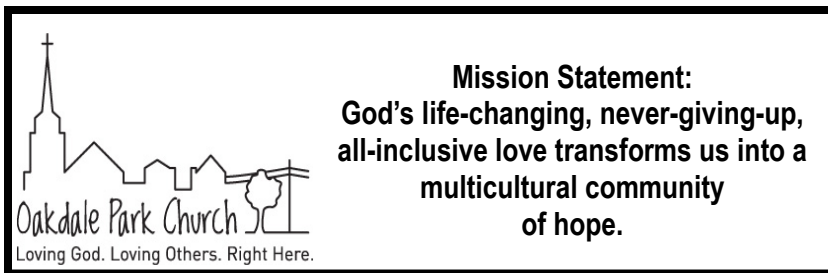 Oakdale Park Church
Loving God. Loving Others. Right Here.
Mission Statement:
God's life-changing, never-giving-up,
all-inclusive love transforms us into a
multicultural community
of hope.